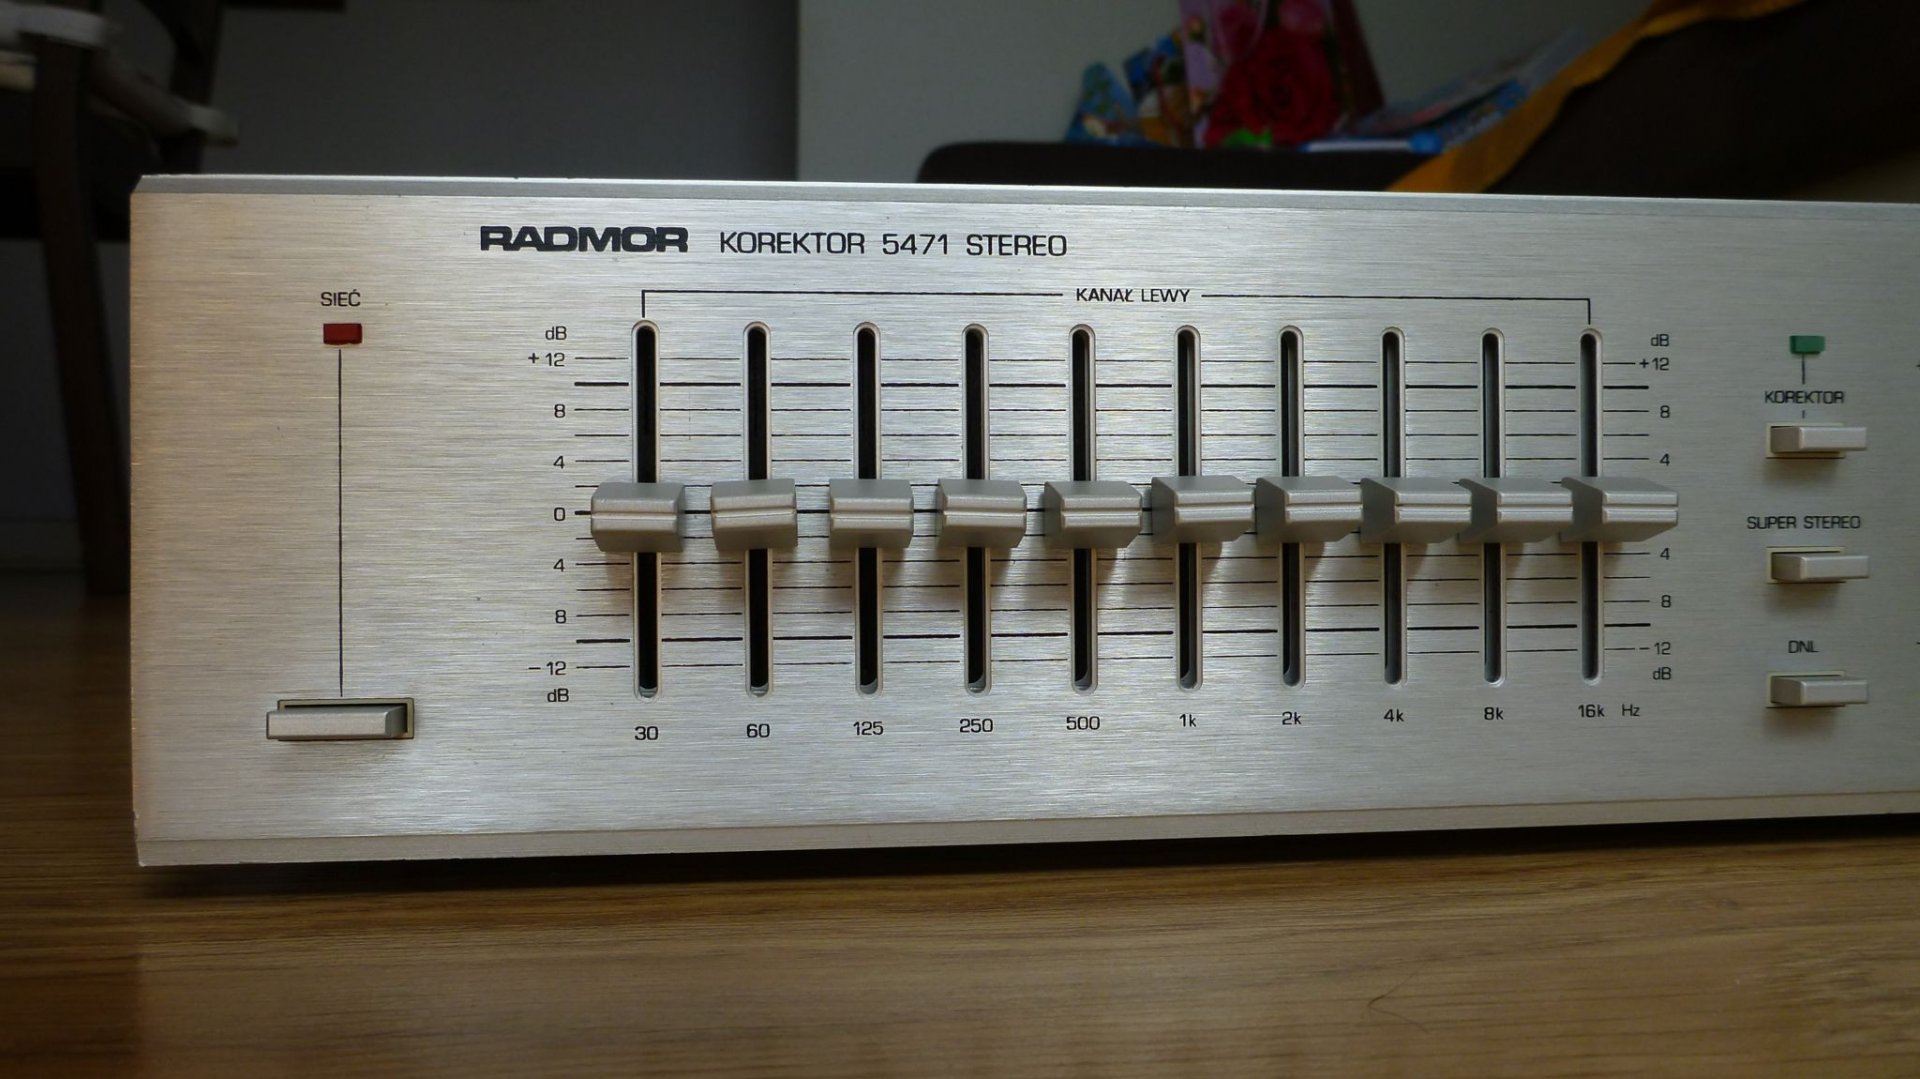 RADMOR KOREKTOR 5471 STEREO
SIEĆ
KANAŁ LEWY
dB
+12
8
4
0
4
8
-12
dB
30 60 125 250 500 1k 2k 4k 8k 16k Hz
dB
+12
8
4
4
8
-12
dB
KOREKTOR
SUPER STEREO
DNL